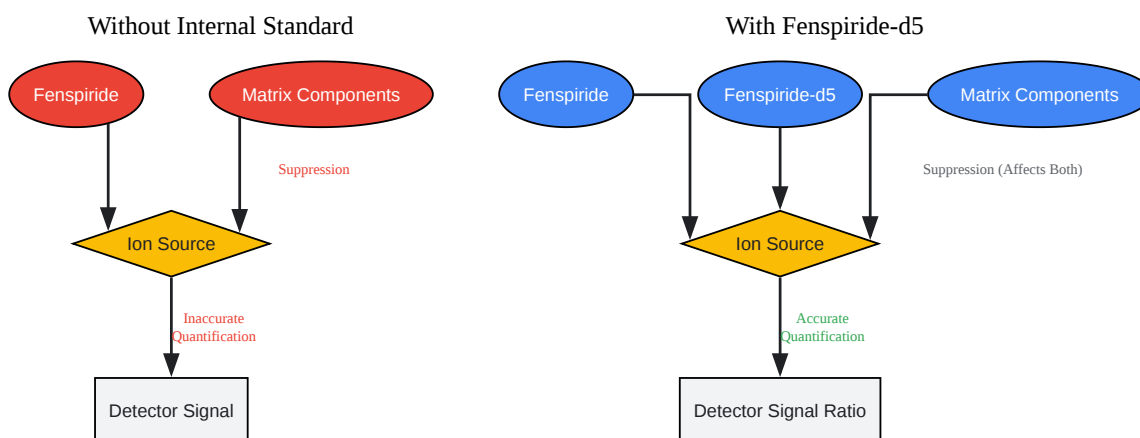 Without Internal Standard
Fenspiride
Matrix Components
Suppression
Ion Source
Inaccurate
Quantification
Detector Signal
With Fenspiride-d5
Fenspiride
Fenspiride-d5
Matrix Components
Suppression (Affects Both)
Ion Source
Accurate
Quantification
Detector Signal Ratio